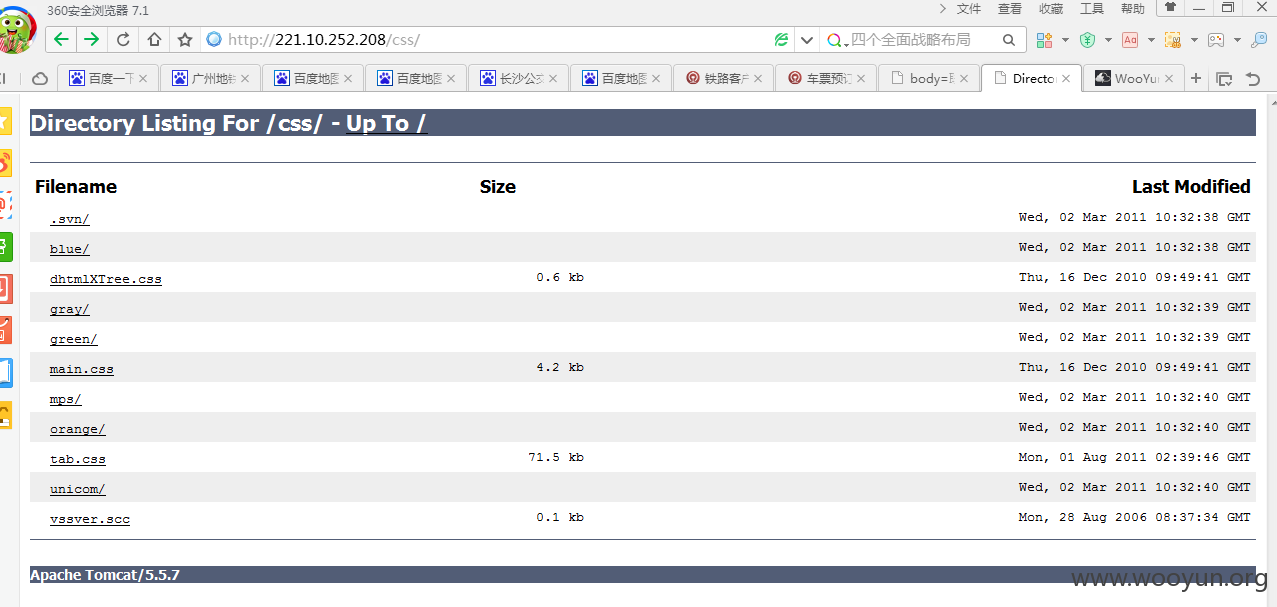 360安全浏览器 7.1
文件 查看 收藏 工具 帮助
http://221.10.252.208/css/
四个全面战略布局
百度一下 广州地铁 百度地图 百度地图 长沙公交 百度地图 铁路客户 车票预订 body= Directo WooYun
Directory Listing For /css/ - Up To /
Filename Size Last Modified
.svn/ Wed, 02 Mar 2011 10:32:38 GMT
blue/ Wed, 02 Mar 2011 10:32:38 GMT
dhtmlXTree.css 0.6 kb Thu, 16 Dec 2010 09:49:41 GMT
gray/ Wed, 02 Mar 2011 10:32:39 GMT
green/ Wed, 02 Mar 2011 10:32:39 GMT
main.css 4.2 kb Thu, 16 Dec 2010 09:49:41 GMT
mps/ Wed, 02 Mar 2011 10:32:40 GMT
orange/ Wed, 02 Mar 2011 10:32:40 GMT
tab.css 71.5 kb Mon, 01 Aug 2011 02:39:46 GMT
unicom/ Wed, 02 Mar 2011 10:32:40 GMT
vssver.scc 0.1 kb Mon, 28 Aug 2006 08:37:34 GMT
Apache Tomcat/5.5.7
www.wooyun.org